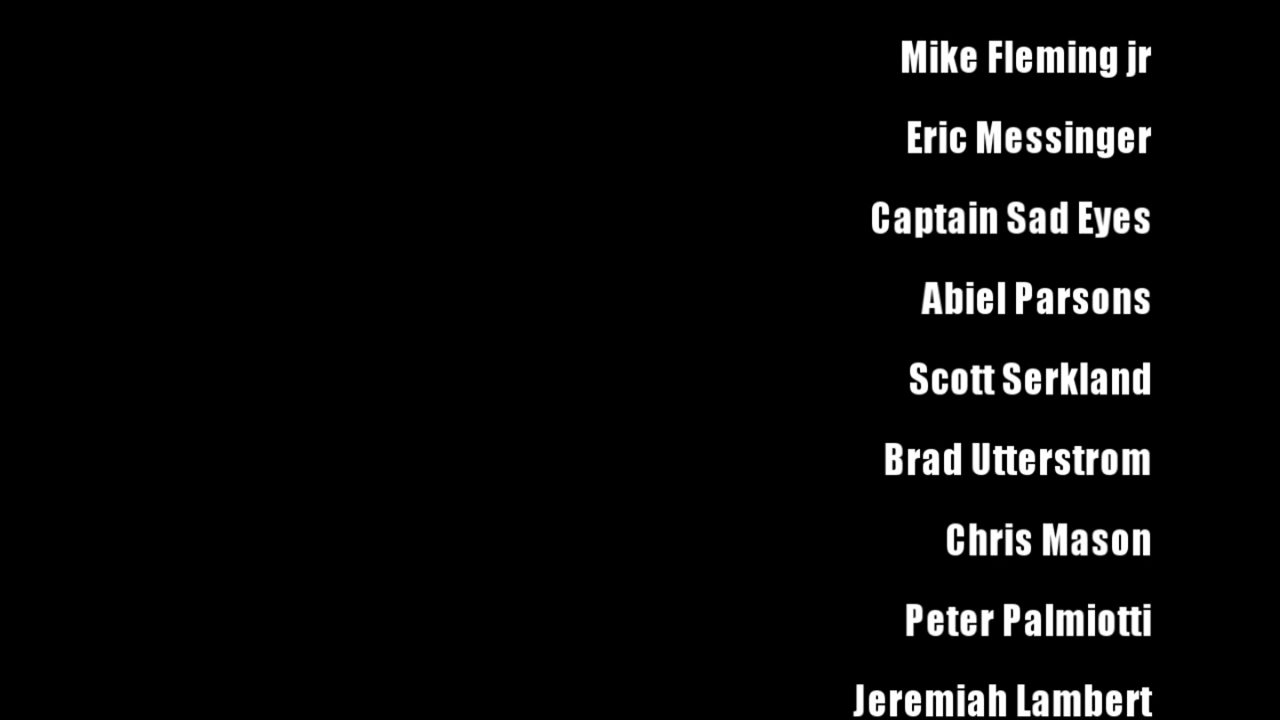 Mike Fleming jr
Eric Messinger
Captain Sad Eyes
Abiel Parsons
Scott Serkland
Brad Utterstrom
Chris Mason
Peter Palmiotti
Jeremiah Lambert